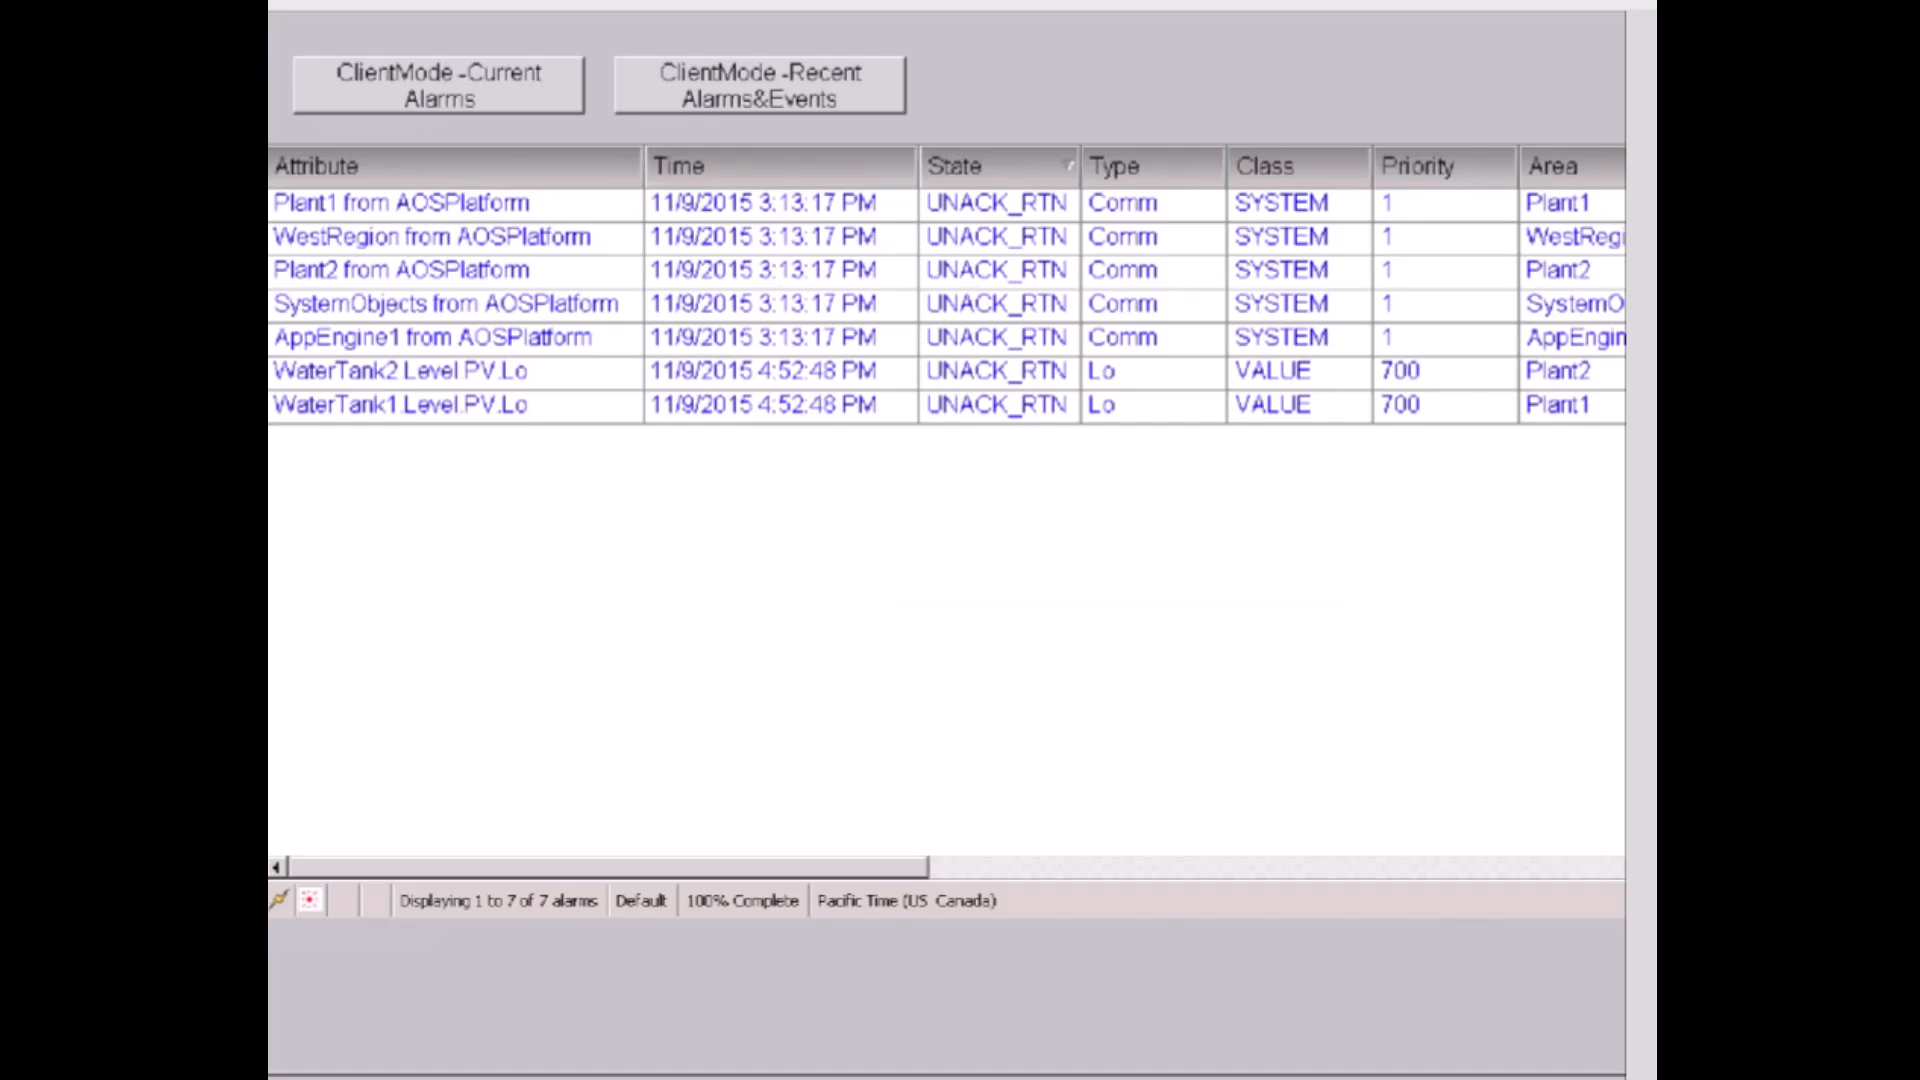 ClientMode -Current
Alarms
ClientMode -Recent
Alarms&Events
Attribute Time State Type Class Priority Area
Plant1 from AOSPlatform 11/9/2015 3:13:17 PM UNACK_RTN Comm SYSTEM 1 Plant1
WestRegion from AOSPlatform 11/9/2015 3:13:17 PM UNACK_RTN Comm SYSTEM 1 WestRegi
Plant2 from AOSPlatform 11/9/2015 3:13:17 PM UNACK_RTN Comm SYSTEM 1 Plant2
SystemObjects from AOSPlatform 11/9/2015 3:13:17 PM UNACK_RTN Comm SYSTEM 1 SystemO
AppEngine1 from AOSPlatform 11/9/2015 3:13:17 PM UNACK_RTN Comm SYSTEM 1 AppEngin
WaterTank2.Level.PV.Lo 11/9/2015 4:52:48 PM UNACK_RTN Lo VALUE 700 Plant2
WaterTank1.Level.PV.Lo 11/9/2015 4:52:48 PM UNACK_RTN Lo VALUE 700 Plant1
Displaying 1 to 7 of 7 alarms Default 100% Complete Pacific Time (US Canada)